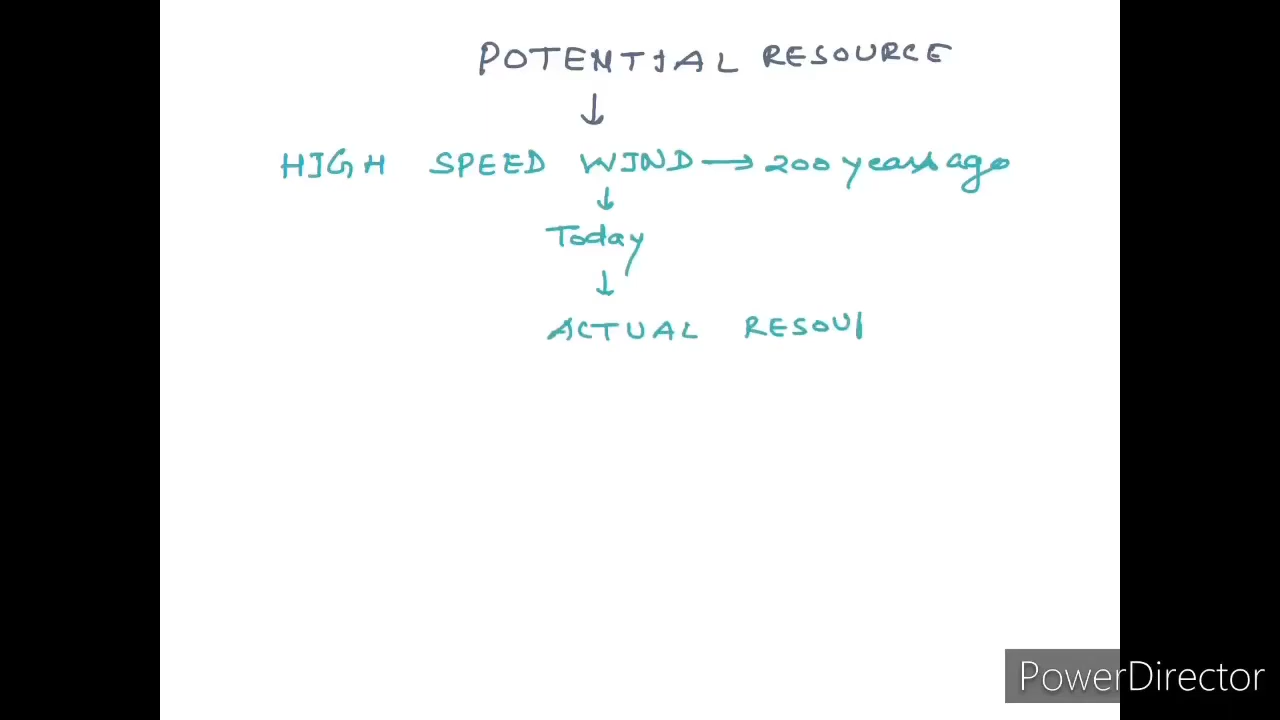 POTENTIAL RESOURCE
↓
HIGH SPEED WIND → 200 years ago
↓
Today
↓
ACTUAL RESOU
PowerDirector